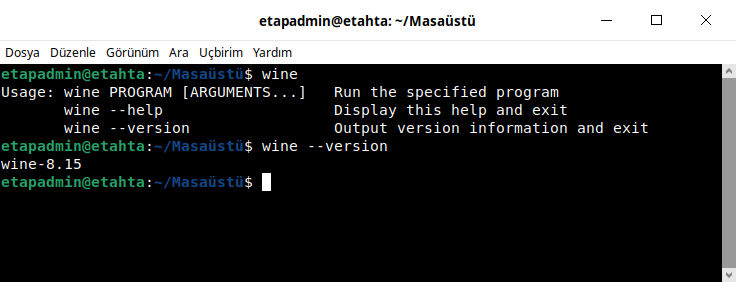 etapadmin@etahta: ~/Masaüstü
Dosya Düzenle Görünüm Ara Uçbirim Yardım
etapadmin@etahta:~/Masaüstü$ wine
Usage: wine PROGRAM [ARGUMENTS...]   Run the specified program
       wine --help                   Display this help and exit
       wine --version                Output version information and exit
etapadmin@etahta:~/Masaüstü$ wine --version
wine-8.15
etapadmin@etahta:~/Masaüstü$